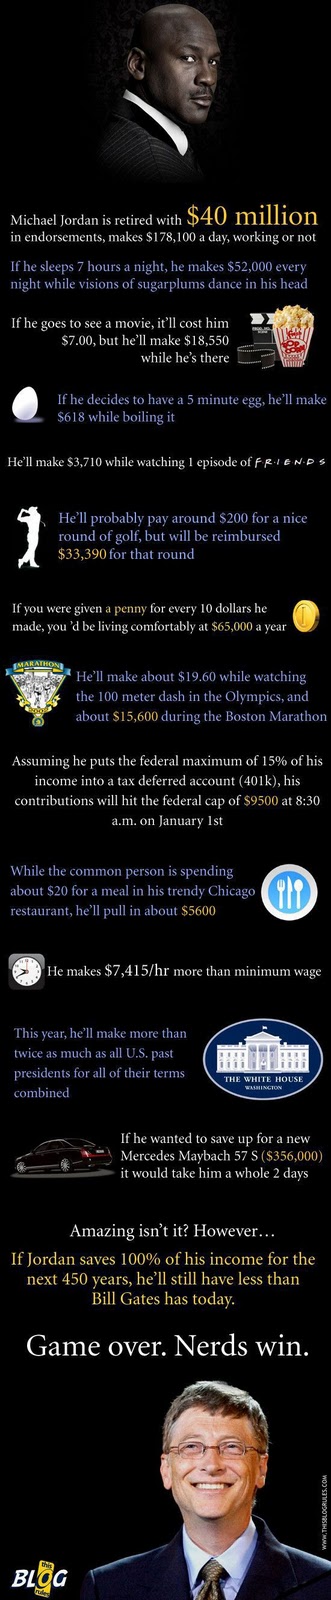 Michael Jordan is retired with $40 million
in endorsements, makes $178,100 a day, working or not
If he sleeps 7 hours a night, he makes $52,000 every
night while visions of sugarplums dance in his head
If he goes to see a movie, it'll cost him
$7.00, but he'll make $18,550
while he's there
If he decides to have a 5 minute egg, he'll make
$618 while boiling it
He'll make $3,710 while watching 1 episode of F·R·I·E·N·D·S
He'll probably pay around $200 for a nice
round of golf, but will be reimbursed
$33,390 for that round
If you were given a penny for every 10 dollars he
made, you 'd be living comfortably at $65,000 a year
MARATHON
He'll make about $19.60 while watching
the 100 meter dash in the Olympics, and
about $15,600 during the Boston Marathon
Assuming he puts the federal maximum of 15% of his
income into a tax deferred account (401k), his
contributions will hit the federal cap of $9500 at 8:30
a.m. on January 1st
While the common person is spending
about $20 for a meal in his trendy Chicago
restaurant, he'll pull in about $5600
He makes $7,415/hr more than minimum wage
This year, he'll make more than
twice as much as all U.S. past
presidents for all of their terms
combined
THE WHITE HOUSE
WASHINGTON
If he wanted to save up for a new
Mercedes Maybach 57 S ($356,000)
it would take him a whole 2 days
Amazing isn't it? However…
If Jordan saves 100% of his income for the
next 450 years, he'll still have less than
Bill Gates has today.
Game over. Nerds win.
WWW.THISBLOGRULES.COM
this
BLOG
rules